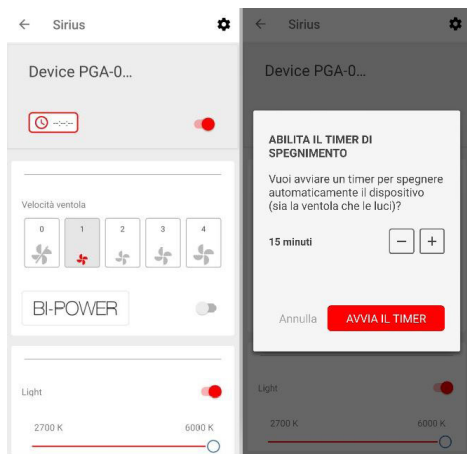 Sirius
Device PGA-0...
--:--
Velocità ventola
0 1 2 3 4
BI-POWER
Light
2700 K 6000 K
Sirius
Device PGA-0...
ABILITA IL TIMER DI
SPEGNIMENTO
Vuoi avviare un timer per spegnere
automaticamente il dispositivo
(sia la ventola che le luci)?
15 minuti
Annulla AVVIA IL TIMER
Light
2700 K 6000 K